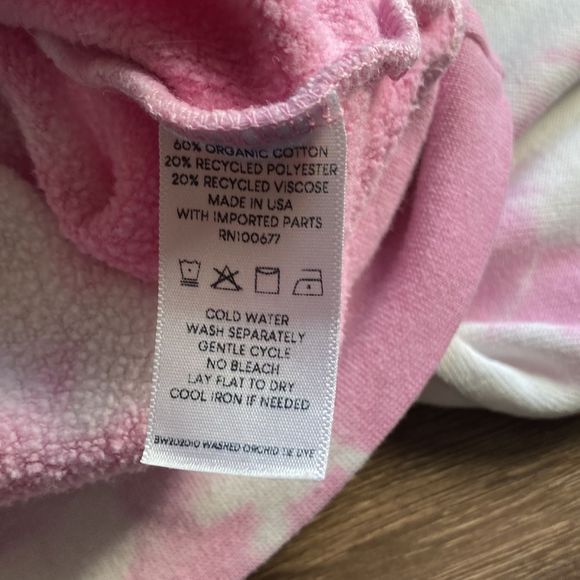 60% ORGANIC COTTON
20% RECYCLED POLYESTER
20% RECYCLED VISCOSE
MADE IN USA
WITH IMPORTED PARTS
RN100677
COLD WATER
WASH SEPARATELY
GENTLE CYCLE
NO BLEACH
LAY FLAT TO DRY
COOL IRON IF NEEDED
BW202010 WASHED ORCHID TIE DYE